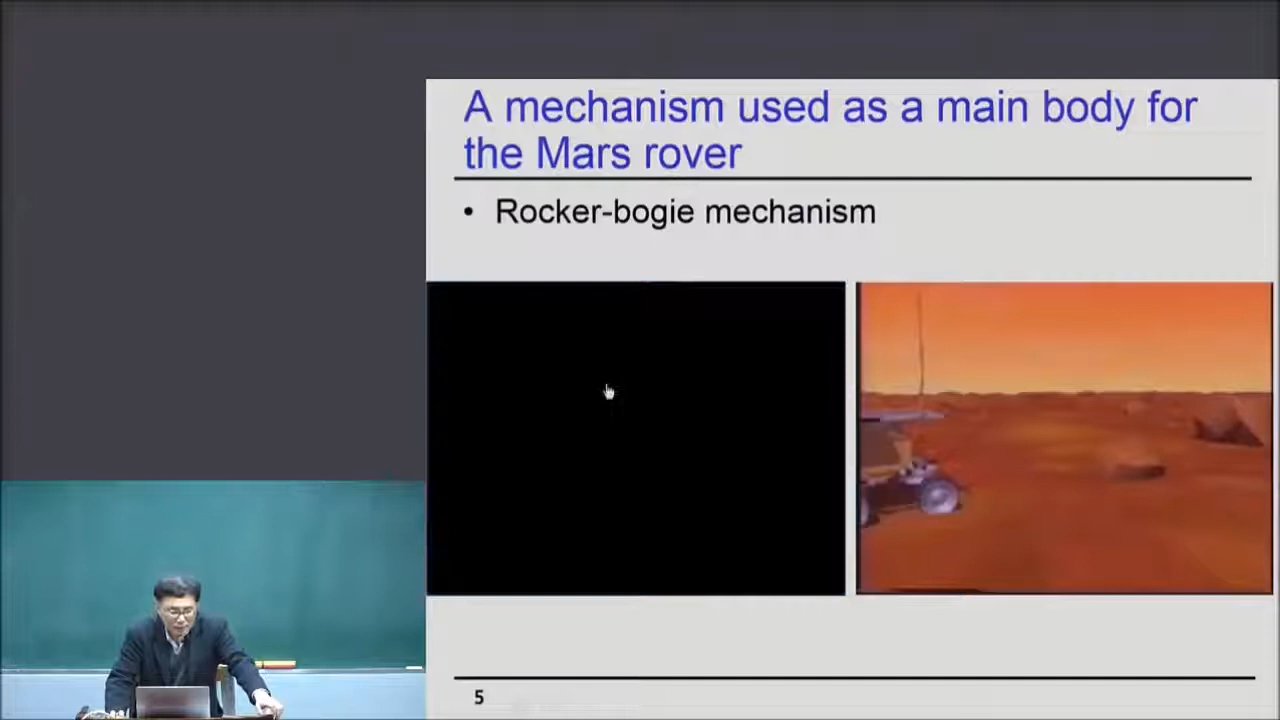 A mechanism used as a main body for
the Mars rover
• Rocker-bogie mechanism
5